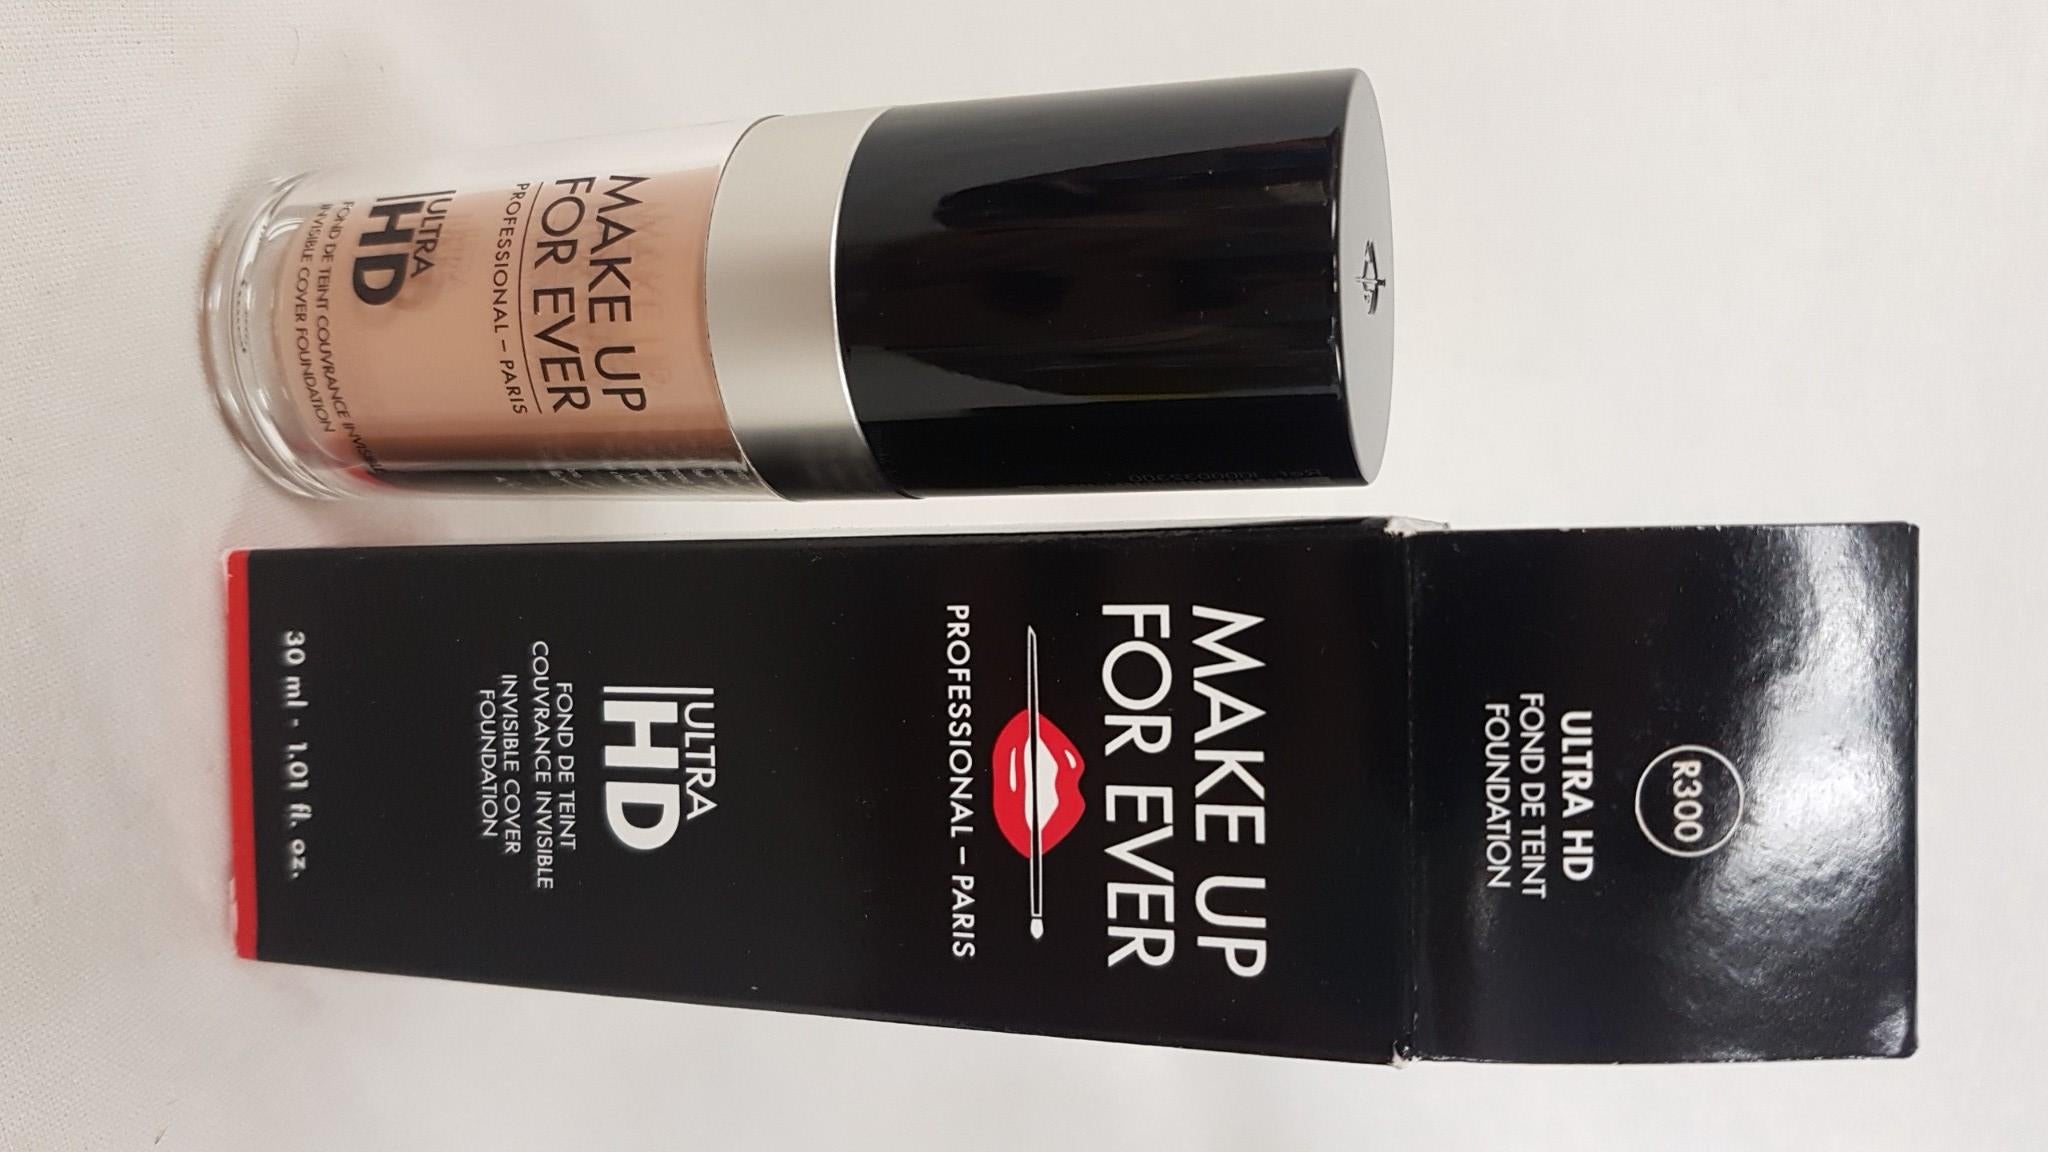 MAKE UP
FOR EVER
PROFESSIONAL – PARIS
ULTRA
HD
FOND DE TEINT COUVRANCE INVISIBLE
INVISIBLE COVER FOUNDATION
R300
ULTRA HD
FOND DE TEINT
FOUNDATION
MAKE UP
FOR EVER
PROFESSIONAL – PARIS
ULTRA
HD
FOND DE TEINT
COUVRANCE INVISIBLE
INVISIBLE COVER
FOUNDATION
30 ml - 1.01 fl. oz.